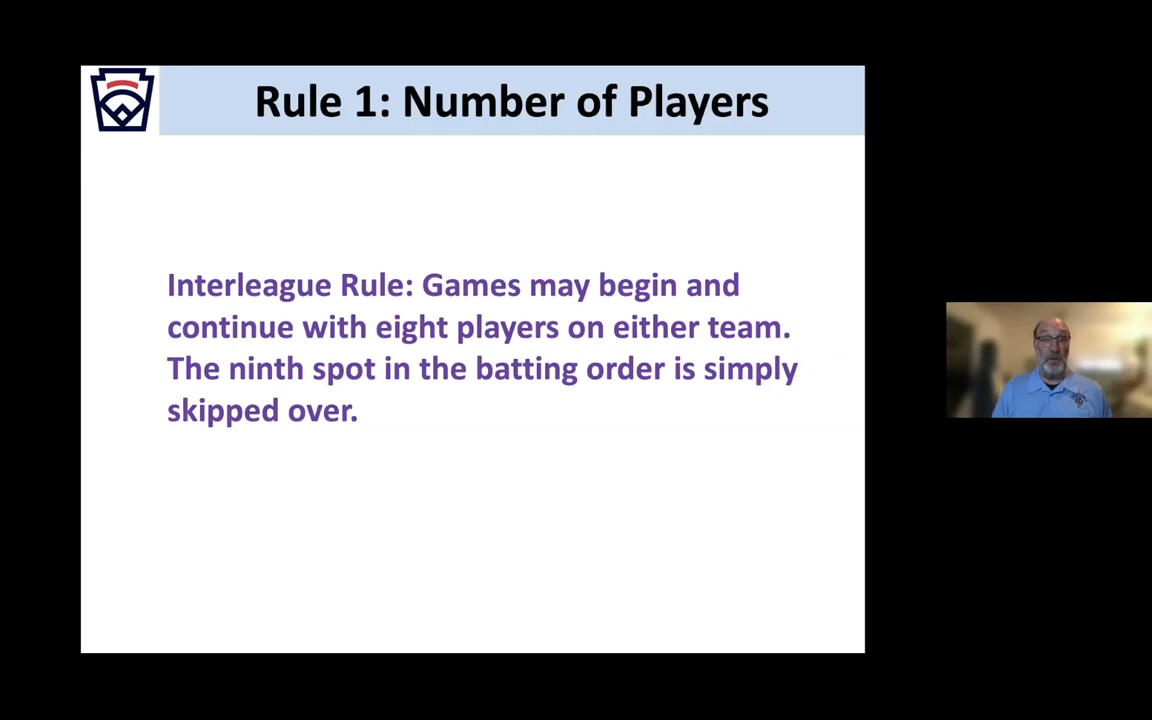 Rule 1: Number of Players
Interleague Rule: Games may begin and
continue with eight players on either team.
The ninth spot in the batting order is simply
skipped over.